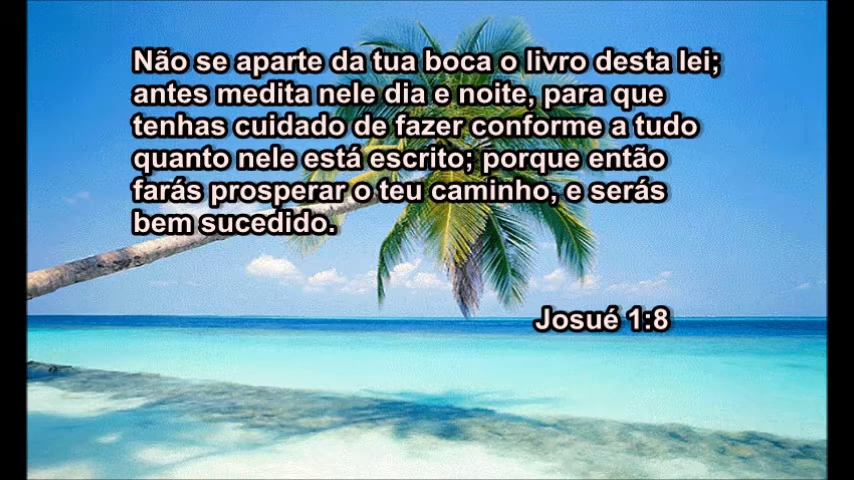 Não se aparte da tua boca o livro desta lei;
antes medita nele dia e noite, para que
tenhas cuidado de fazer conforme a tudo
quanto nele está escrito; porque então
farás prosperar o teu caminho, e serás
bem sucedido.
Josué 1:8